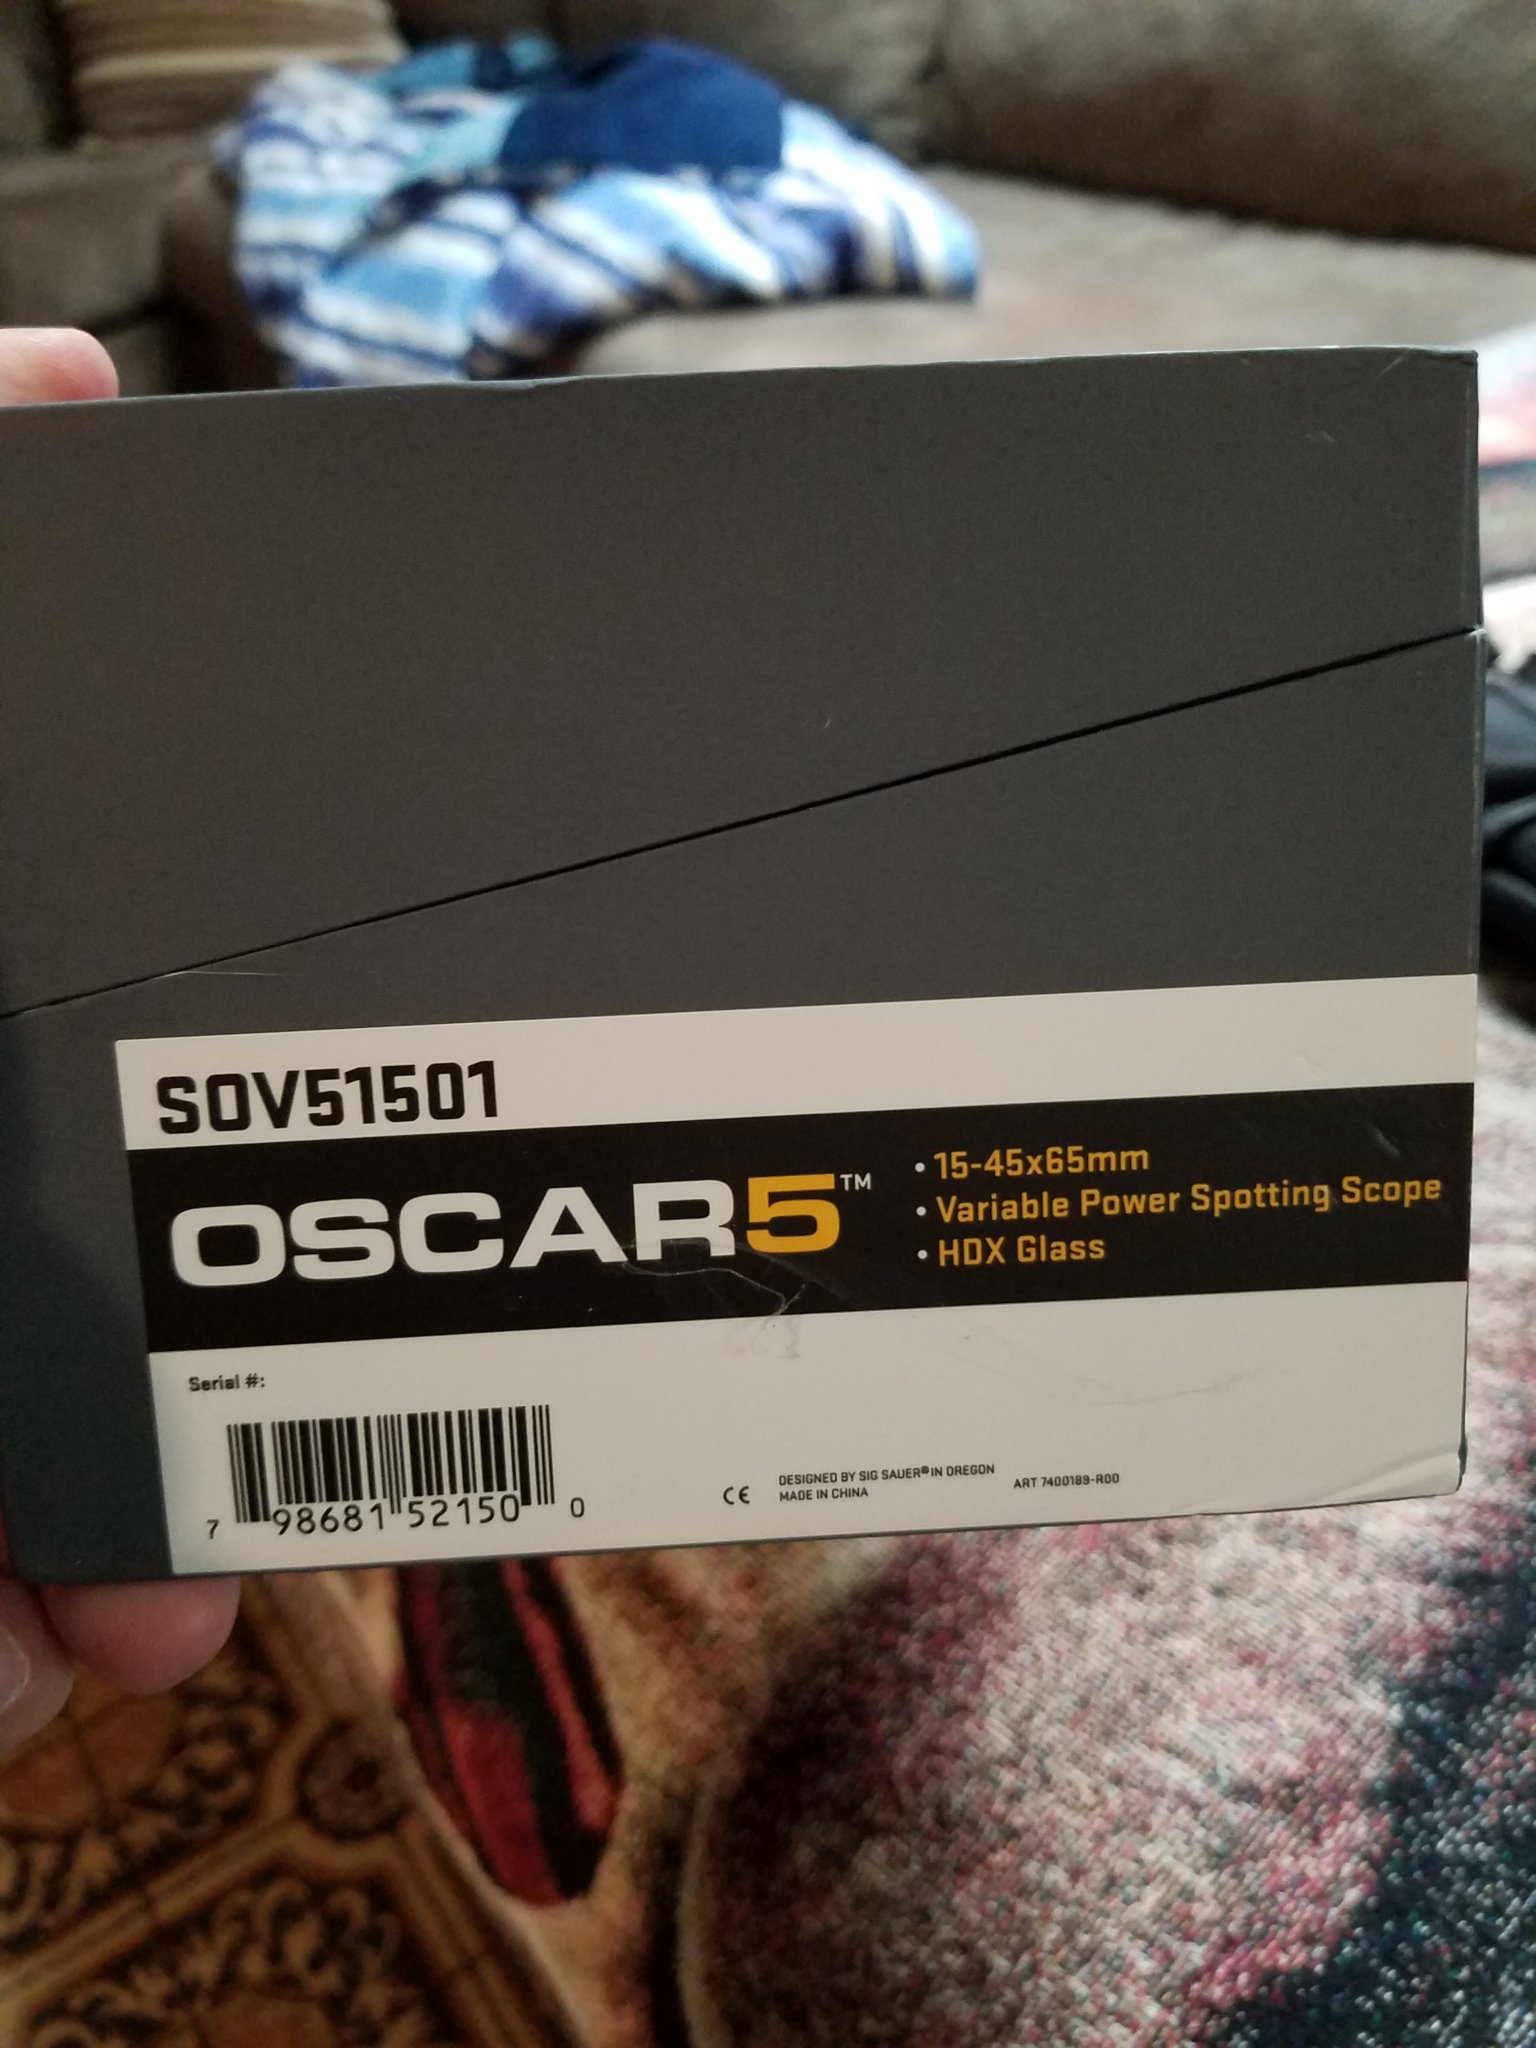 SOV51501
OSCAR5™
• 15-45x65mm
• Variable Power Spotting Scope
• HDX Glass
Serial #:
7 98681 52150 0
CE
DESIGNED BY SIG SAUER® IN OREGON
MADE IN CHINA
ART 7400189-R00